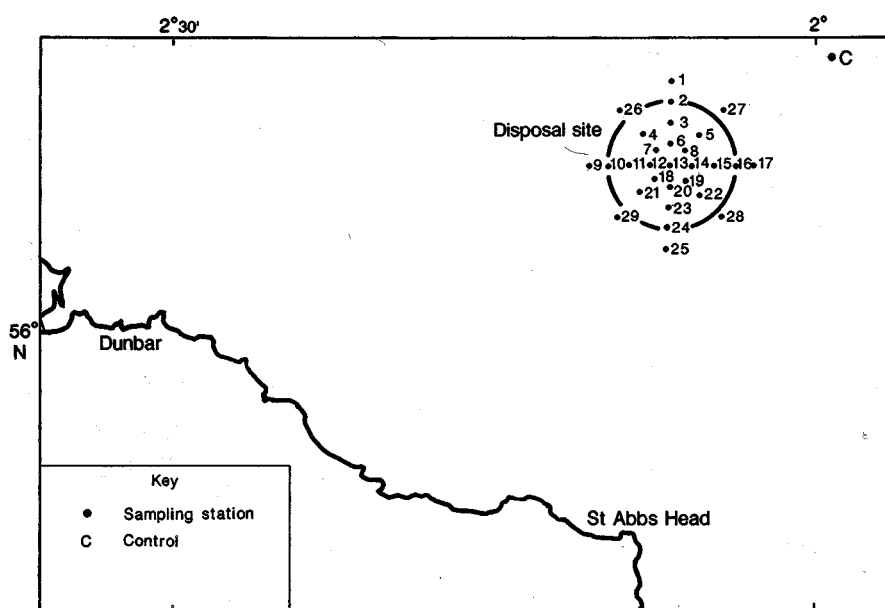 2°30'
2°
C
1
2
26
27
3
4
5
6
Disposal site
7
8
9 10 11 12 13 14 15 16 17
18
19
20
21
22
23
29
28
24
25
56°
N
Dunbar
St Abbs Head
Key
Sampling station
C Control